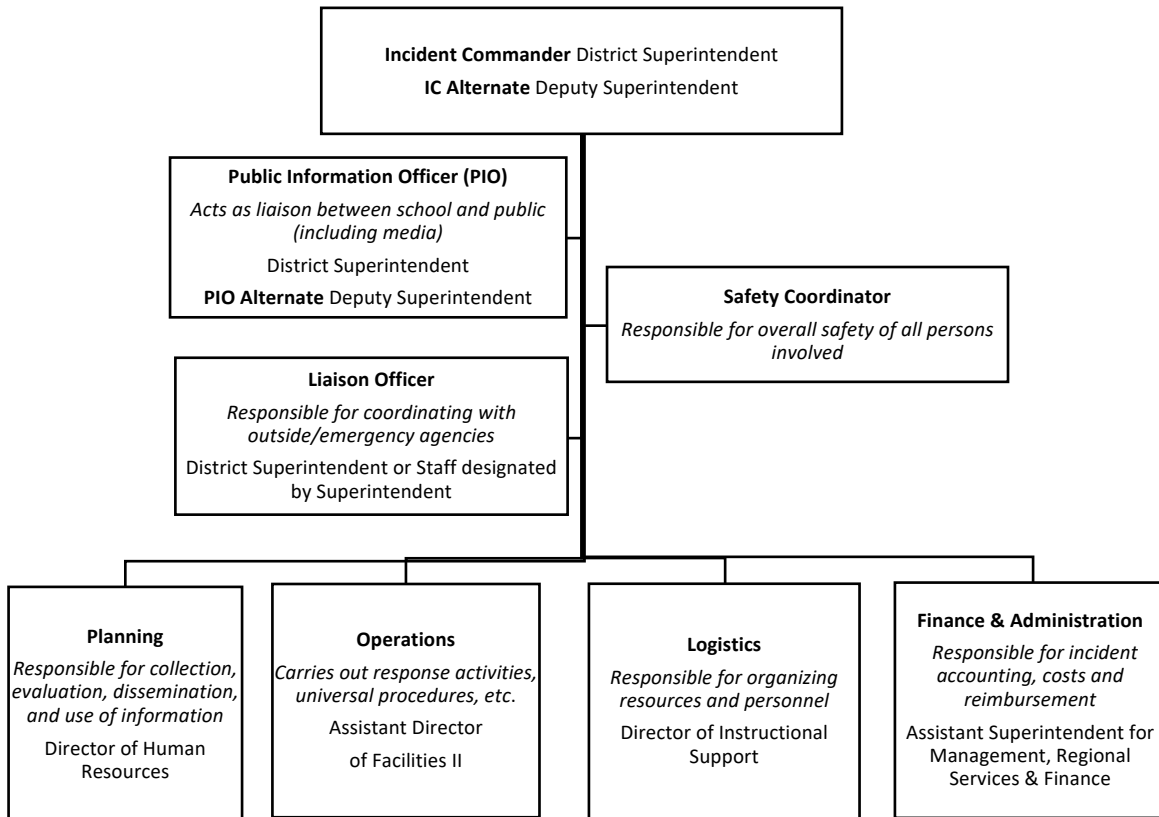 Incident Commander District Superintendent
IC Alternate Deputy Superintendent
Public Information Officer (PIO)
Acts as liaison between school and public
(including media)
District Superintendent
PIO Alternate Deputy Superintendent
Safety Coordinator
Responsible for overall safety of all persons
involved
Liaison Officer
Responsible for coordinating with
outside/emergency agencies
District Superintendent or Staff designated
by Superintendent
Planning
Responsible for collection,
evaluation, dissemination,
and use of information
Director of Human
Resources
Operations
Carries out response activities,
universal procedures, etc.
Assistant Director
of Facilities II
Logistics
Responsible for organizing
resources and personnel
Director of Instructional
Support
Finance & Administration
Responsible for incident
accounting, costs and
reimbursement
Assistant Superintendent for
Management, Regional
Services & Finance